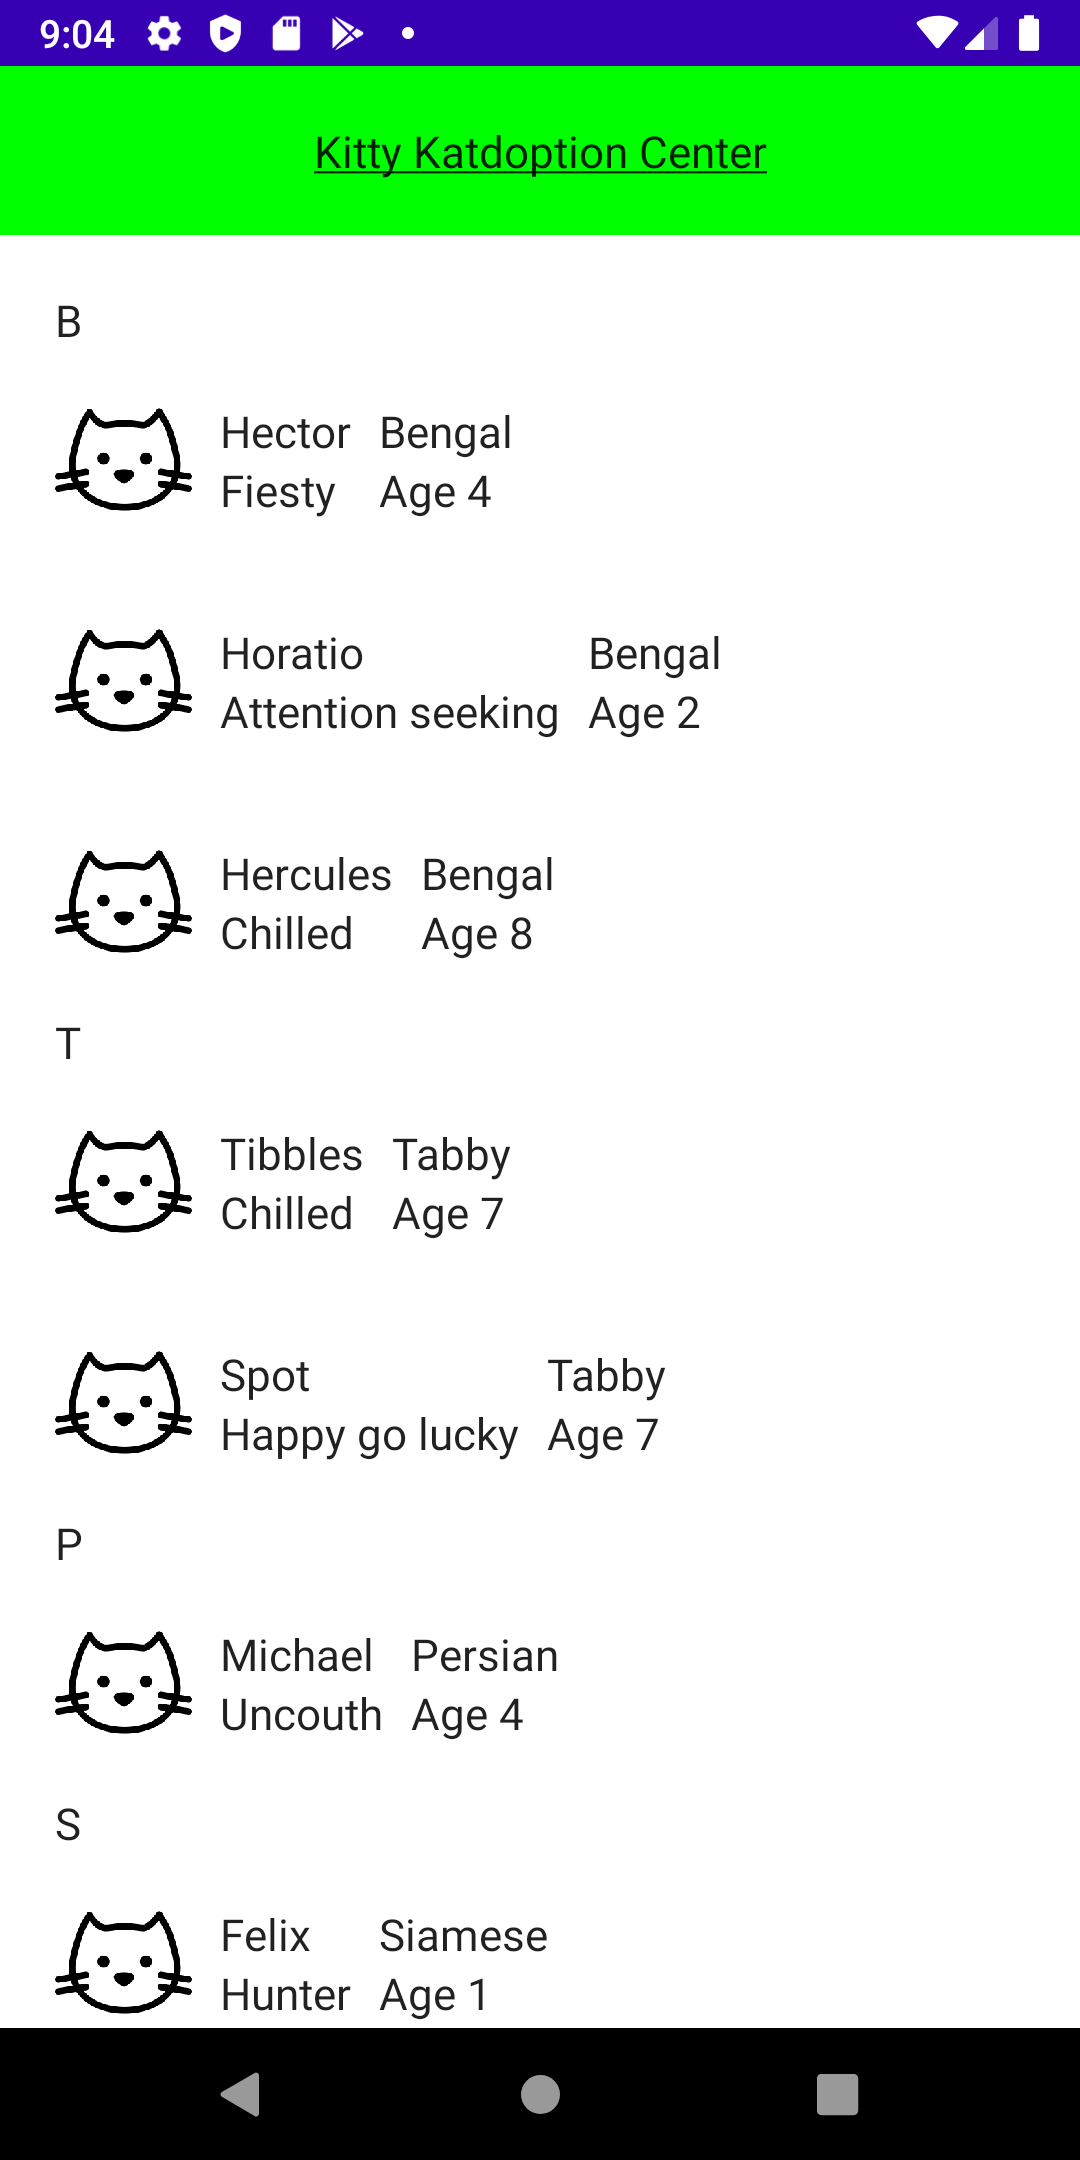 9:04
Kitty Katdoption Center
B
Hector Bengal
Fiesty Age 4
Horatio Bengal
Attention seeking Age 2
Hercules Bengal
Chilled Age 8
T
Tibbles Tabby
Chilled Age 7
Spot Tabby
Happy go lucky Age 7
P
Michael Persian
Uncouth Age 4
S
Felix Siamese
Hunter Age 1